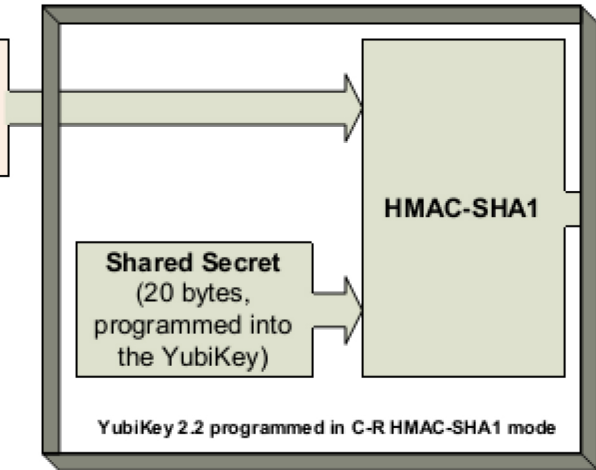 HMAC-SHA1
Shared Secret
(20 bytes,
programmed into
the YubiKey)
YubiKey 2.2 programmed in C-R HMAC-SHA1 mode